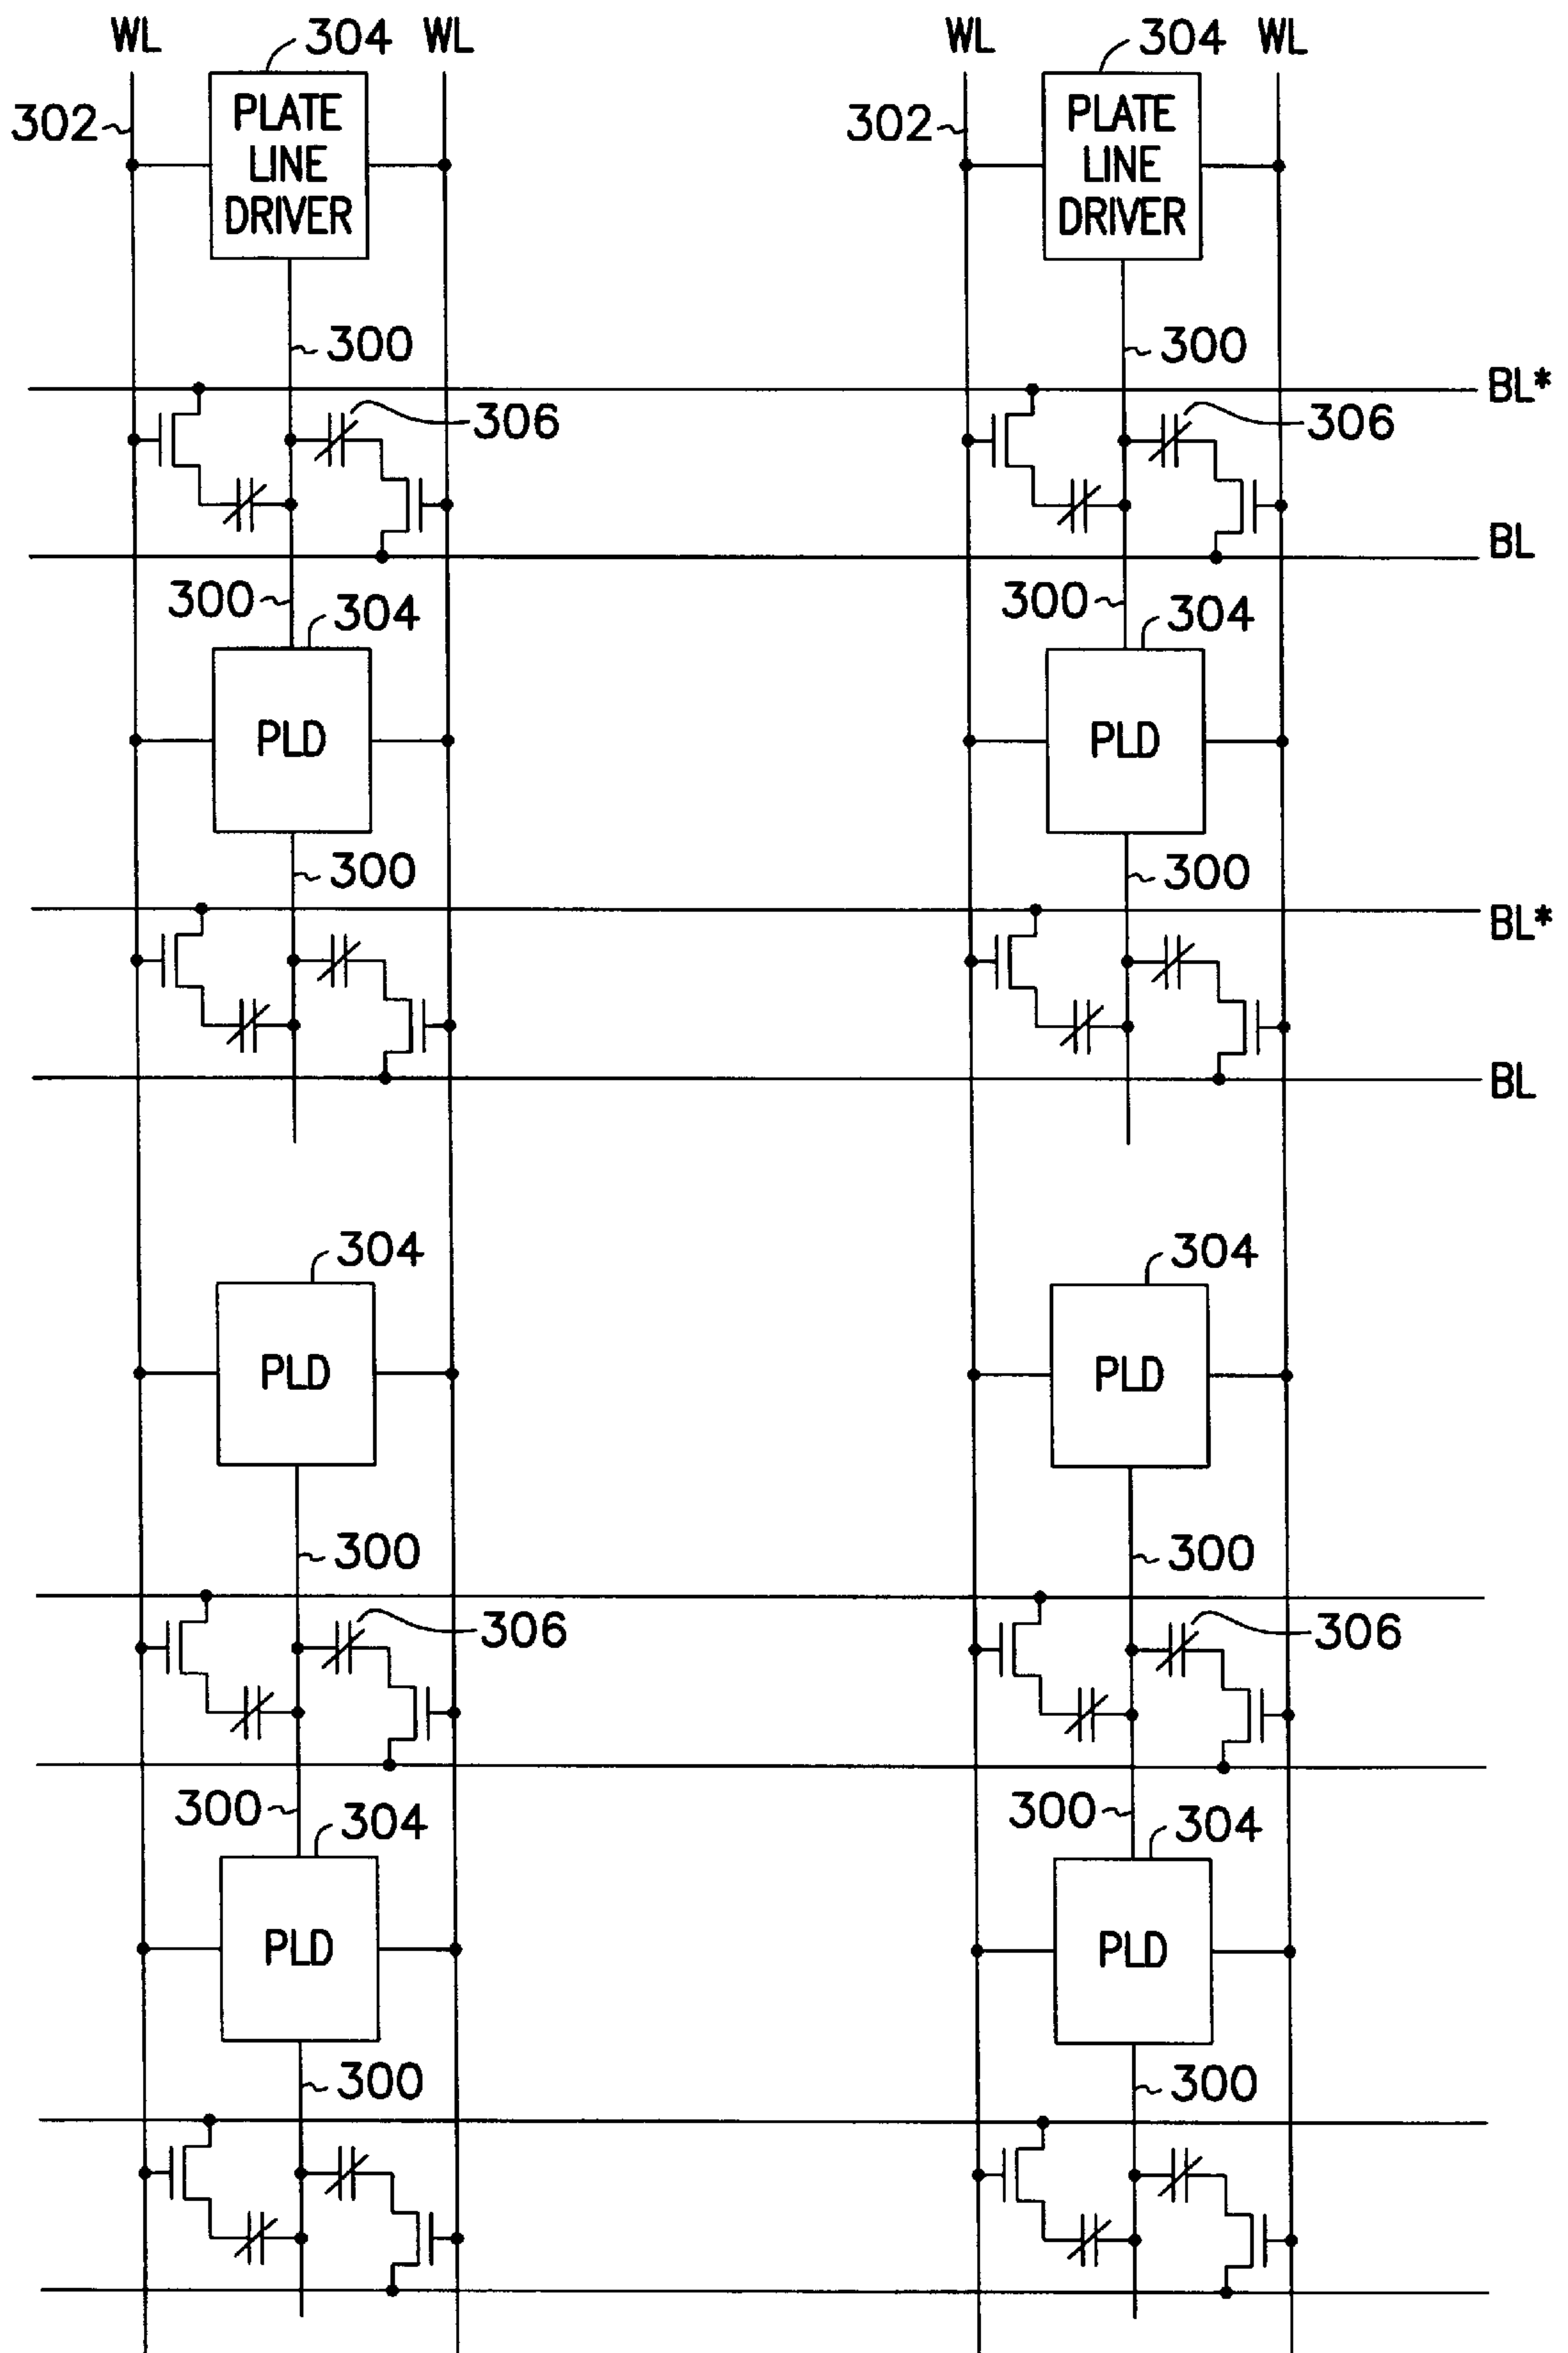 WL 304 WL WL 304 WL
302 PLATE LINE DRIVER 302 PLATE LINE DRIVER
300 300
BL*
306 306
BL
300 304 300 304
PLD PLD
300 300
BL*
BL
304 304
PLD PLD
300 300
306 306
300 304 300 304
PLD PLD
300 300